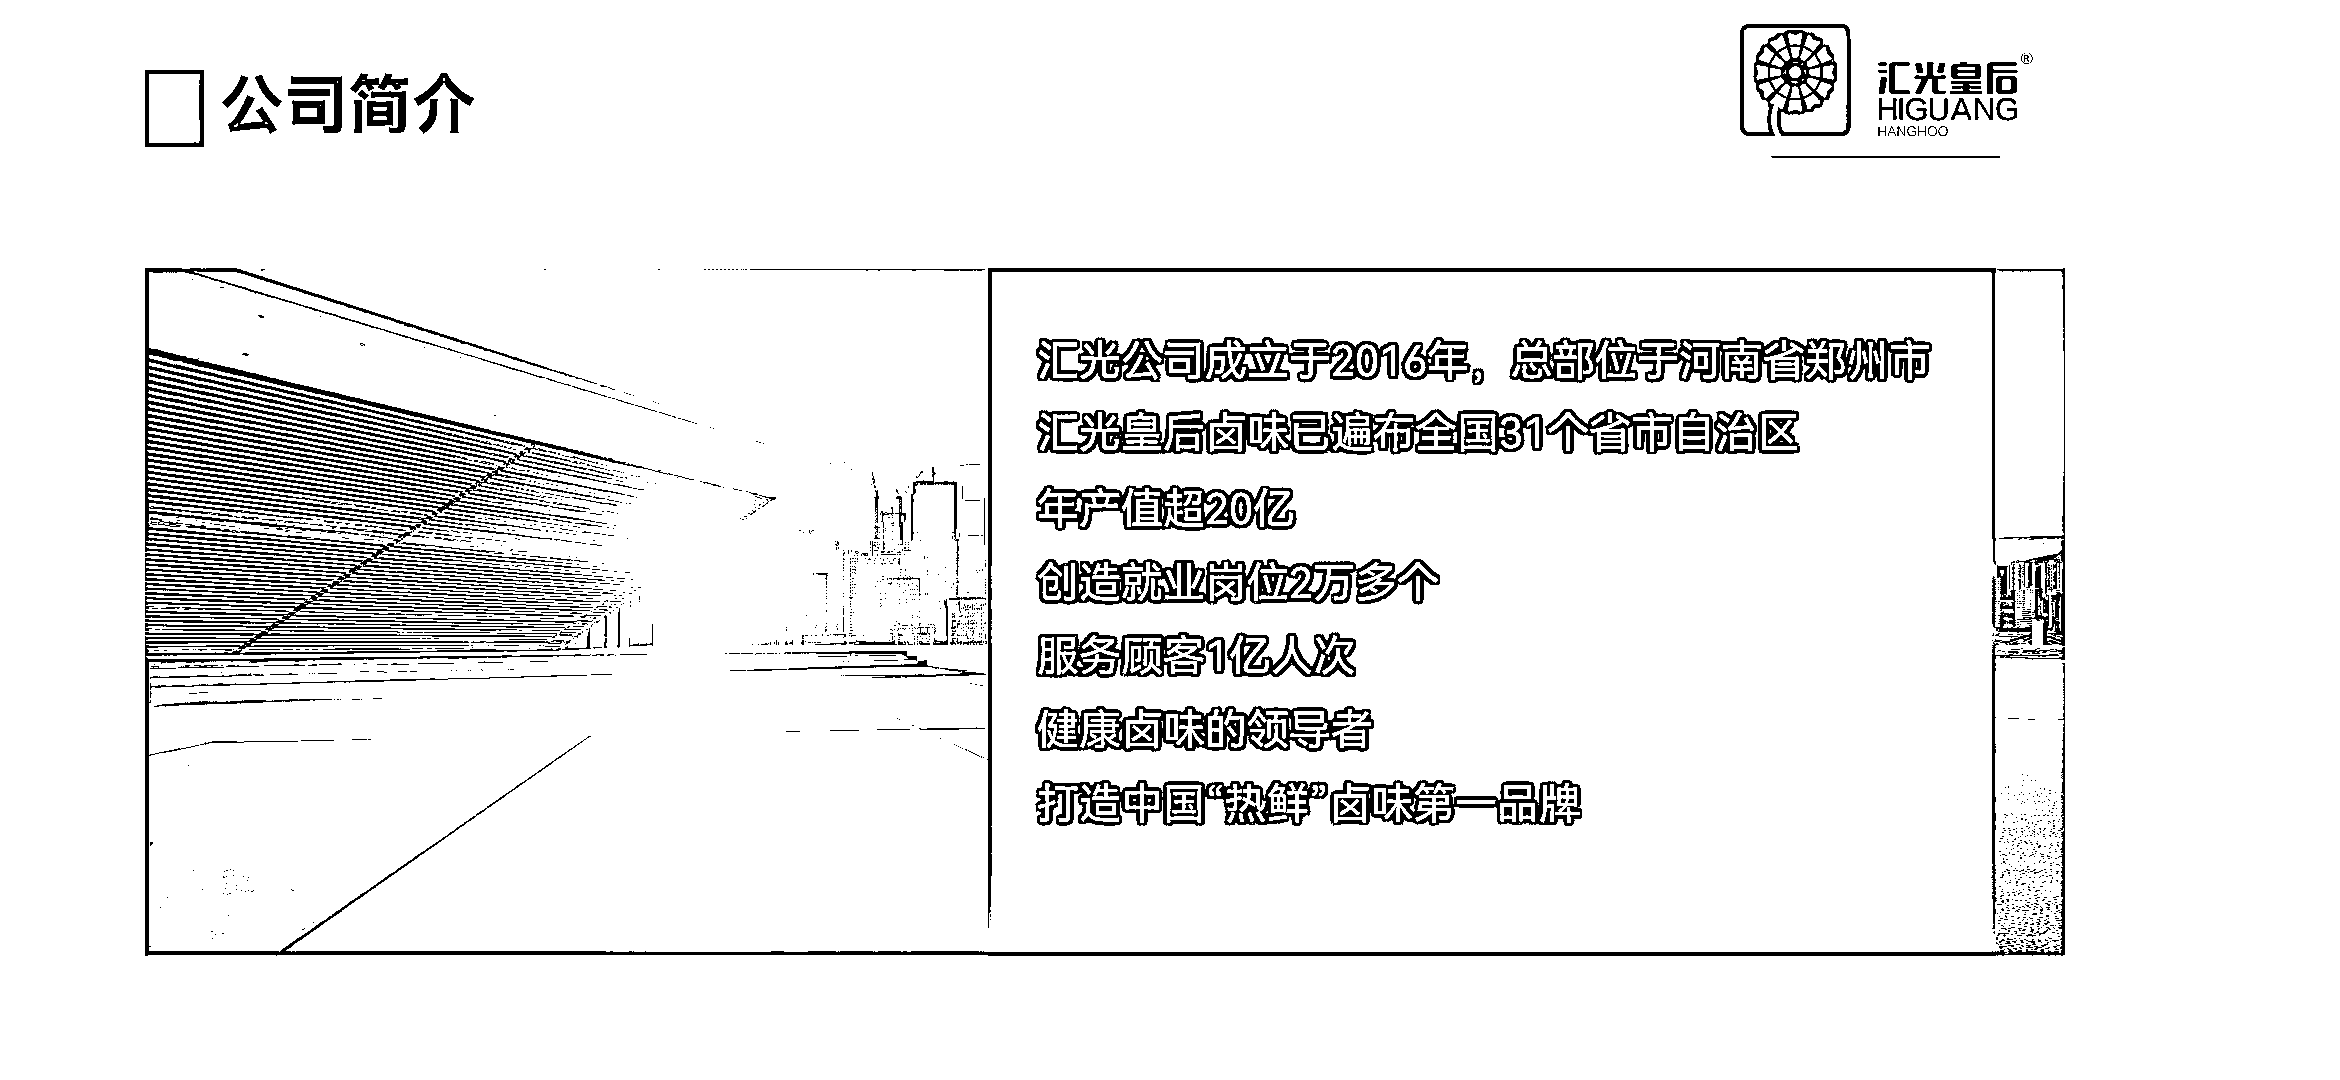 公司简介
汇光皇后®
HIGUANG
HANGHOO
汇光公司成立于2016年，总部位于河南省郑州市
汇光皇后卤味已遍布全国31个省市自治区
年产值超20亿
创造就业岗位2万多个
服务顾客1亿人次
健康卤味的领导者
打造中国“热鲜”卤味第一品牌